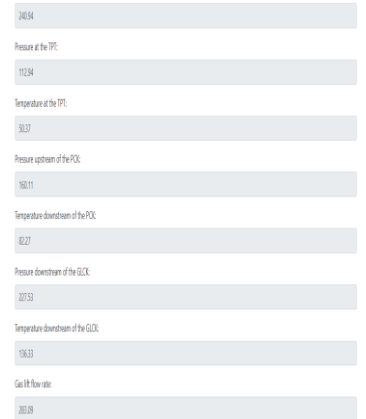 240.94
Pressure at the TPT:
112.94
Temperature at the TPT:
50.37
Pressure upstream of the PCK:
160.11
Temperature downstream of the PCK:
82.27
Pressure downstream of the GLCK:
227.53
Temperature downstream of the GLCK:
136.33
Gas lift flow rate:
283.09